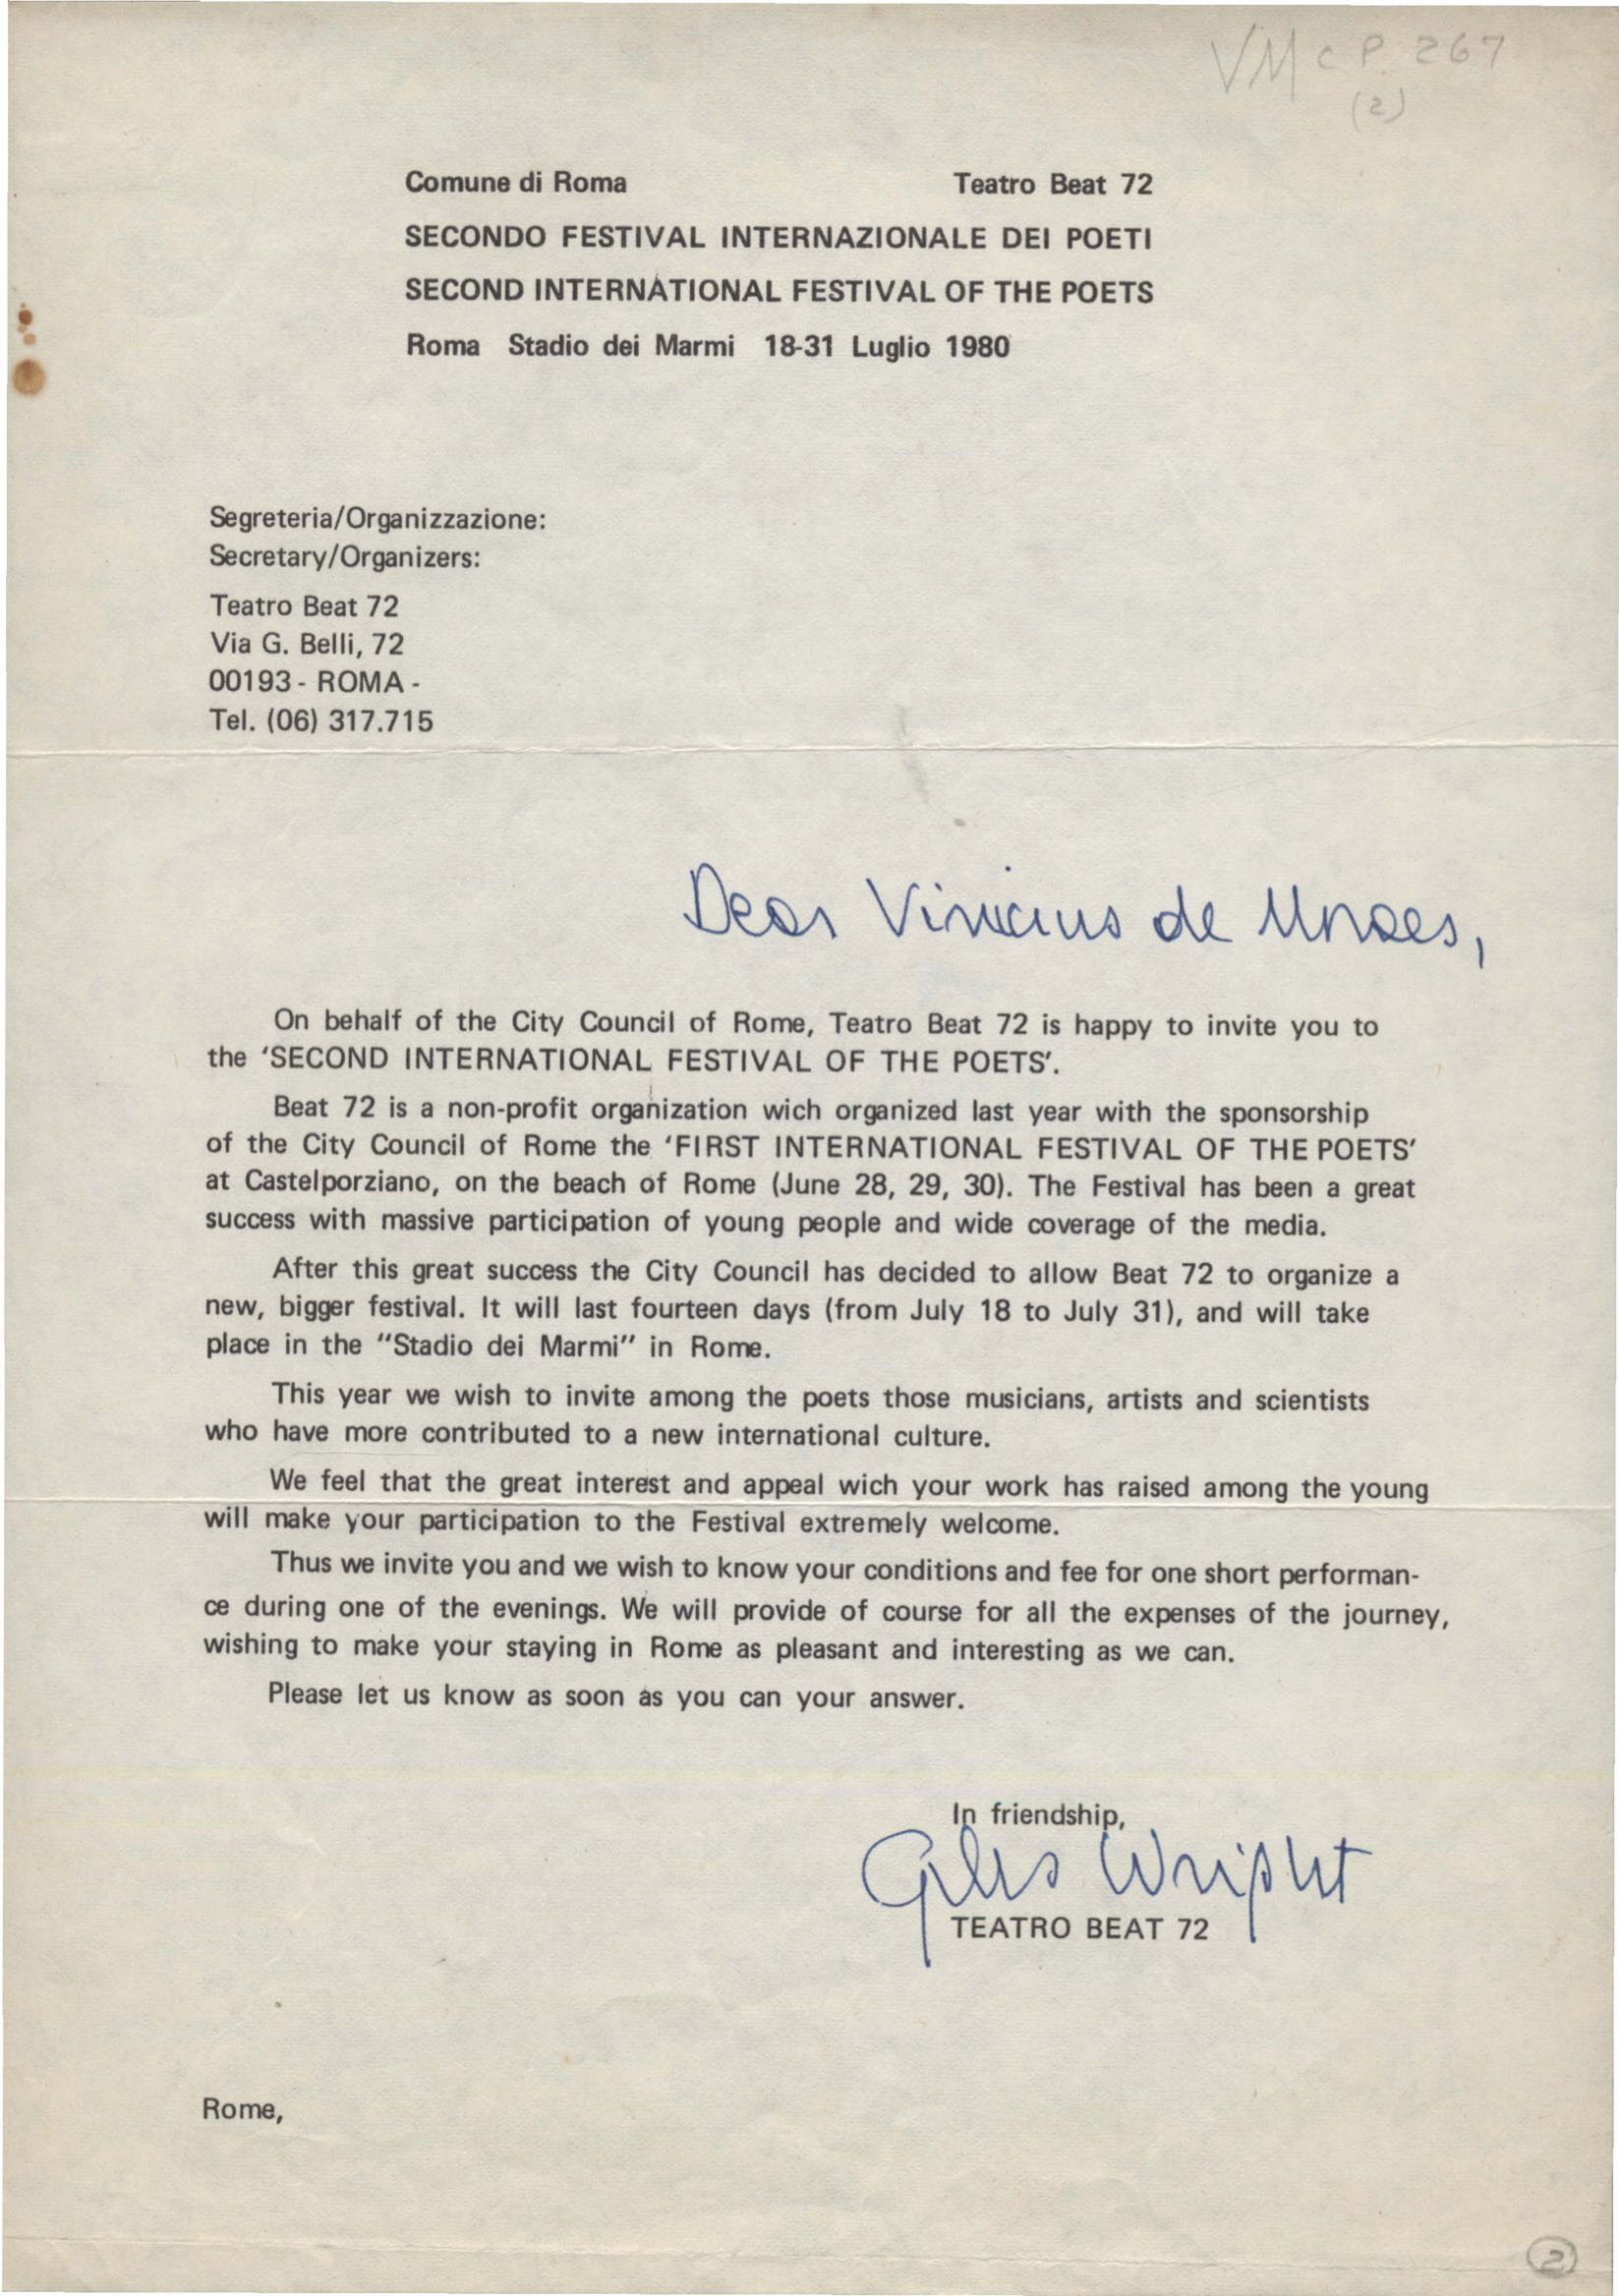 VMcP. 267
(2)
Comune di Roma Teatro Beat 72
SECONDO FESTIVAL INTERNAZIONALE DEI POETI
SECOND INTERNATIONAL FESTIVAL OF THE POETS
Roma Stadio dei Marmi 18-31 Luglio 1980
Segreteria/Organizzazione:
Secretary/Organizers:
Teatro Beat 72
Via G. Belli, 72
00193 - ROMA -
Tel. (06) 317.715
Dear Vinicius de Moraes,
On behalf of the City Council of Rome, Teatro Beat 72 is happy to invite you to
the 'SECOND INTERNATIONAL FESTIVAL OF THE POETS'.
Beat 72 is a non-profit organization wich organized last year with the sponsorship
of the City Council of Rome the 'FIRST INTERNATIONAL FESTIVAL OF THE POETS'
at Castelporziano, on the beach of Rome (June 28, 29, 30). The Festival has been a great
success with massive participation of young people and wide coverage of the media.
After this great success the City Council has decided to allow Beat 72 to organize a
new, bigger festival. It will last fourteen days (from July 18 to July 31), and will take
place in the "Stadio dei Marmi" in Rome.
This year we wish to invite among the poets those musicians, artists and scientists
who have more contributed to a new international culture.
We feel that the great interest and appeal wich your work has raised among the young
will make your participation to the Festival extremely welcome.
Thus we invite you and we wish to know your conditions and fee for one short performan-
ce during one of the evenings. We will provide of course for all the expenses of the journey,
wishing to make your staying in Rome as pleasant and interesting as we can.
Please let us know as soon as you can your answer.
In friendship,
Giles Wright
TEATRO BEAT 72
Rome,
2